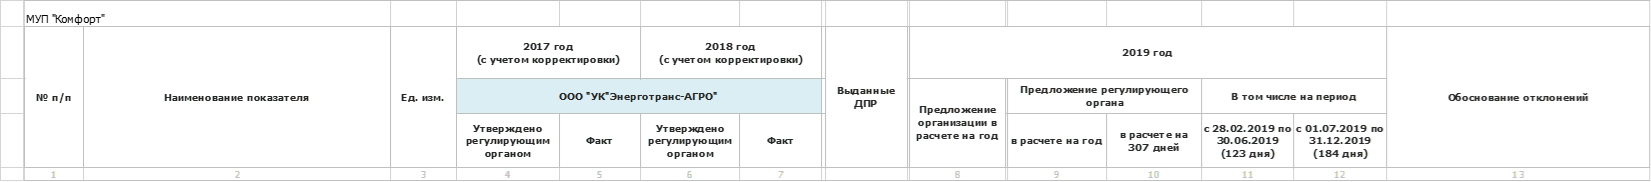 МУП "Комфорт"
№ п/п
Наименование показателя
Ед. изм.
2017 год
(с учетом корректировки)
2018 год
(с учетом корректировки)
ООО "УК"Энерготранс-АГРО"
Утверждено
регулирующим
органом
Факт
Утверждено
регулирующим
органом
Факт
Выданные
ДПР
2019 год
Предложение
организации в
расчете на год
Предложение регулирующего
органа
в расчете на год
в расчете на
307 дней
В том числе на период
с 28.02.2019 по
30.06.2019
(123 дня)
с 01.07.2019 по
31.12.2019
(184 дня)
Обоснование отклонений
1 2 3 4 5 6 7 8 9 10 11 12 13